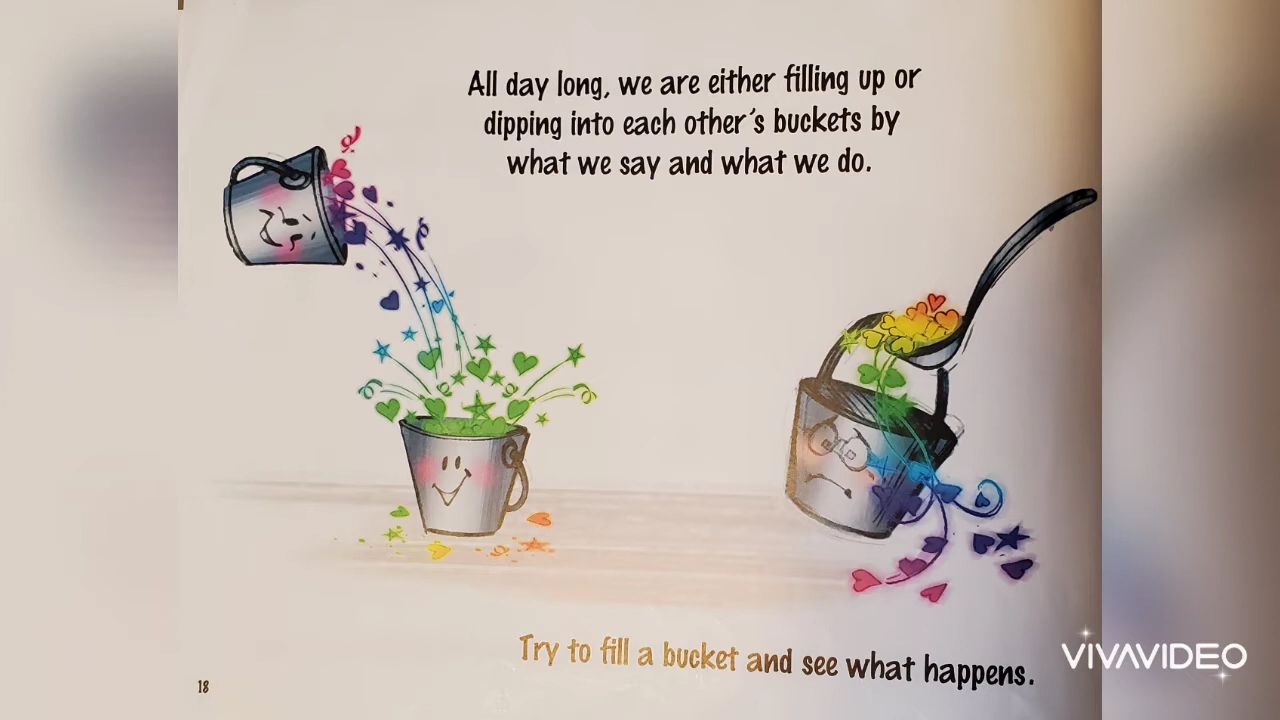 All day long, we are either filling up or
dipping into each other's buckets by
what we say and what we do.
Try to fill a bucket and see what happens.
18
VIVAVIDEO